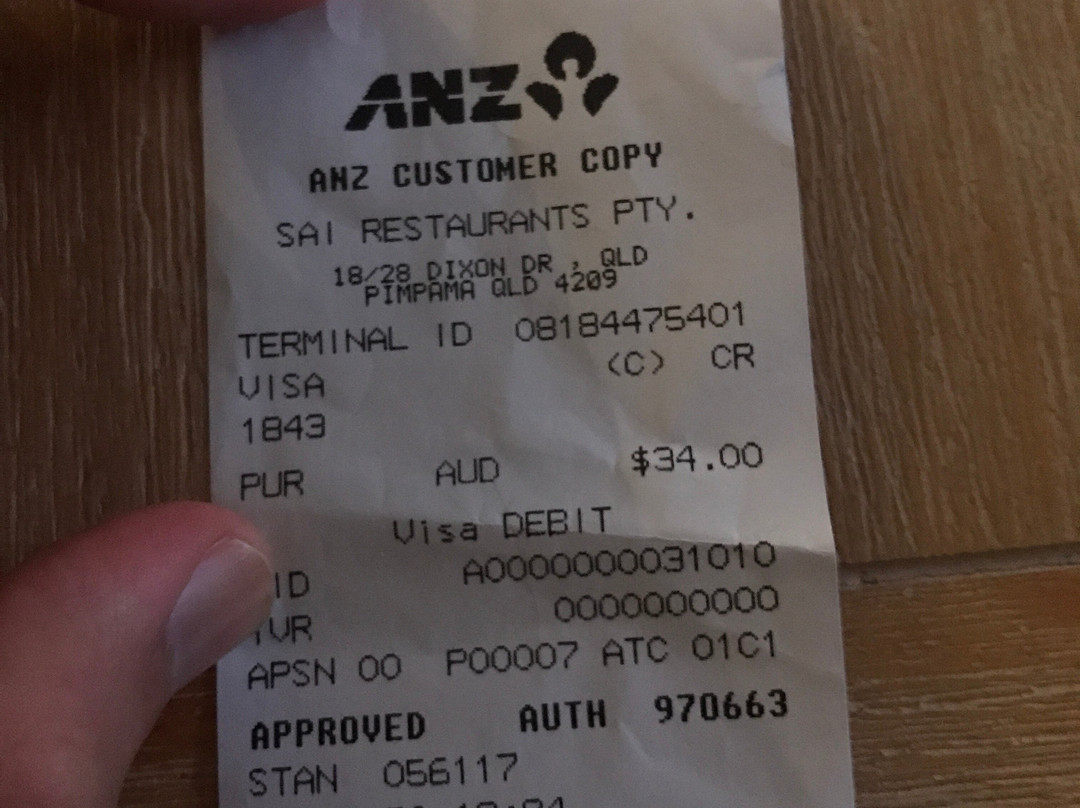 ANZ
ANZ CUSTOMER COPY
SAI RESTAURANTS PTY.
18/28 DIXON DR , QLD
PIMPAMA QLD 4209
TERMINAL ID 08184475401
VISA (C) CR
1843
PUR AUD $34.00
Visa DEBIT
ID A0000000031010
TVR 0000000000
APSN 00 P00007 ATC 01C1
APPROVED AUTH 970663
STAN 056117